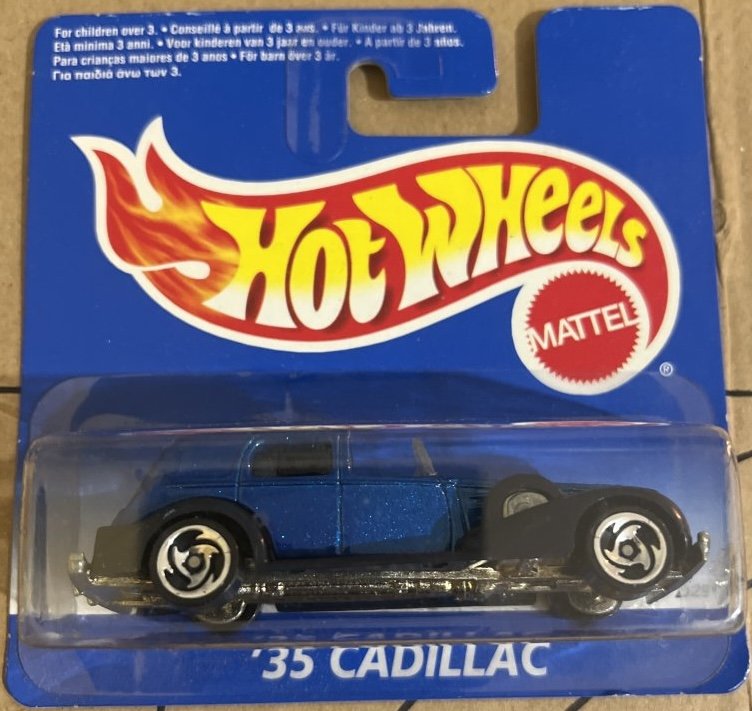 For children over 3. • Conseillé à partir de 3 ans. • Für Kinder ab 3 Jahren.
Età minima 3 anni. • Voor kinderen van 3 jaar en ouder. • A partir de 3 años.
Para crianças maiores de 3 anos • För barn över 3 år.
Για παιδιά άνω των 3.
HOT WHEELS
MATTEL
®
'35 CADILLAC